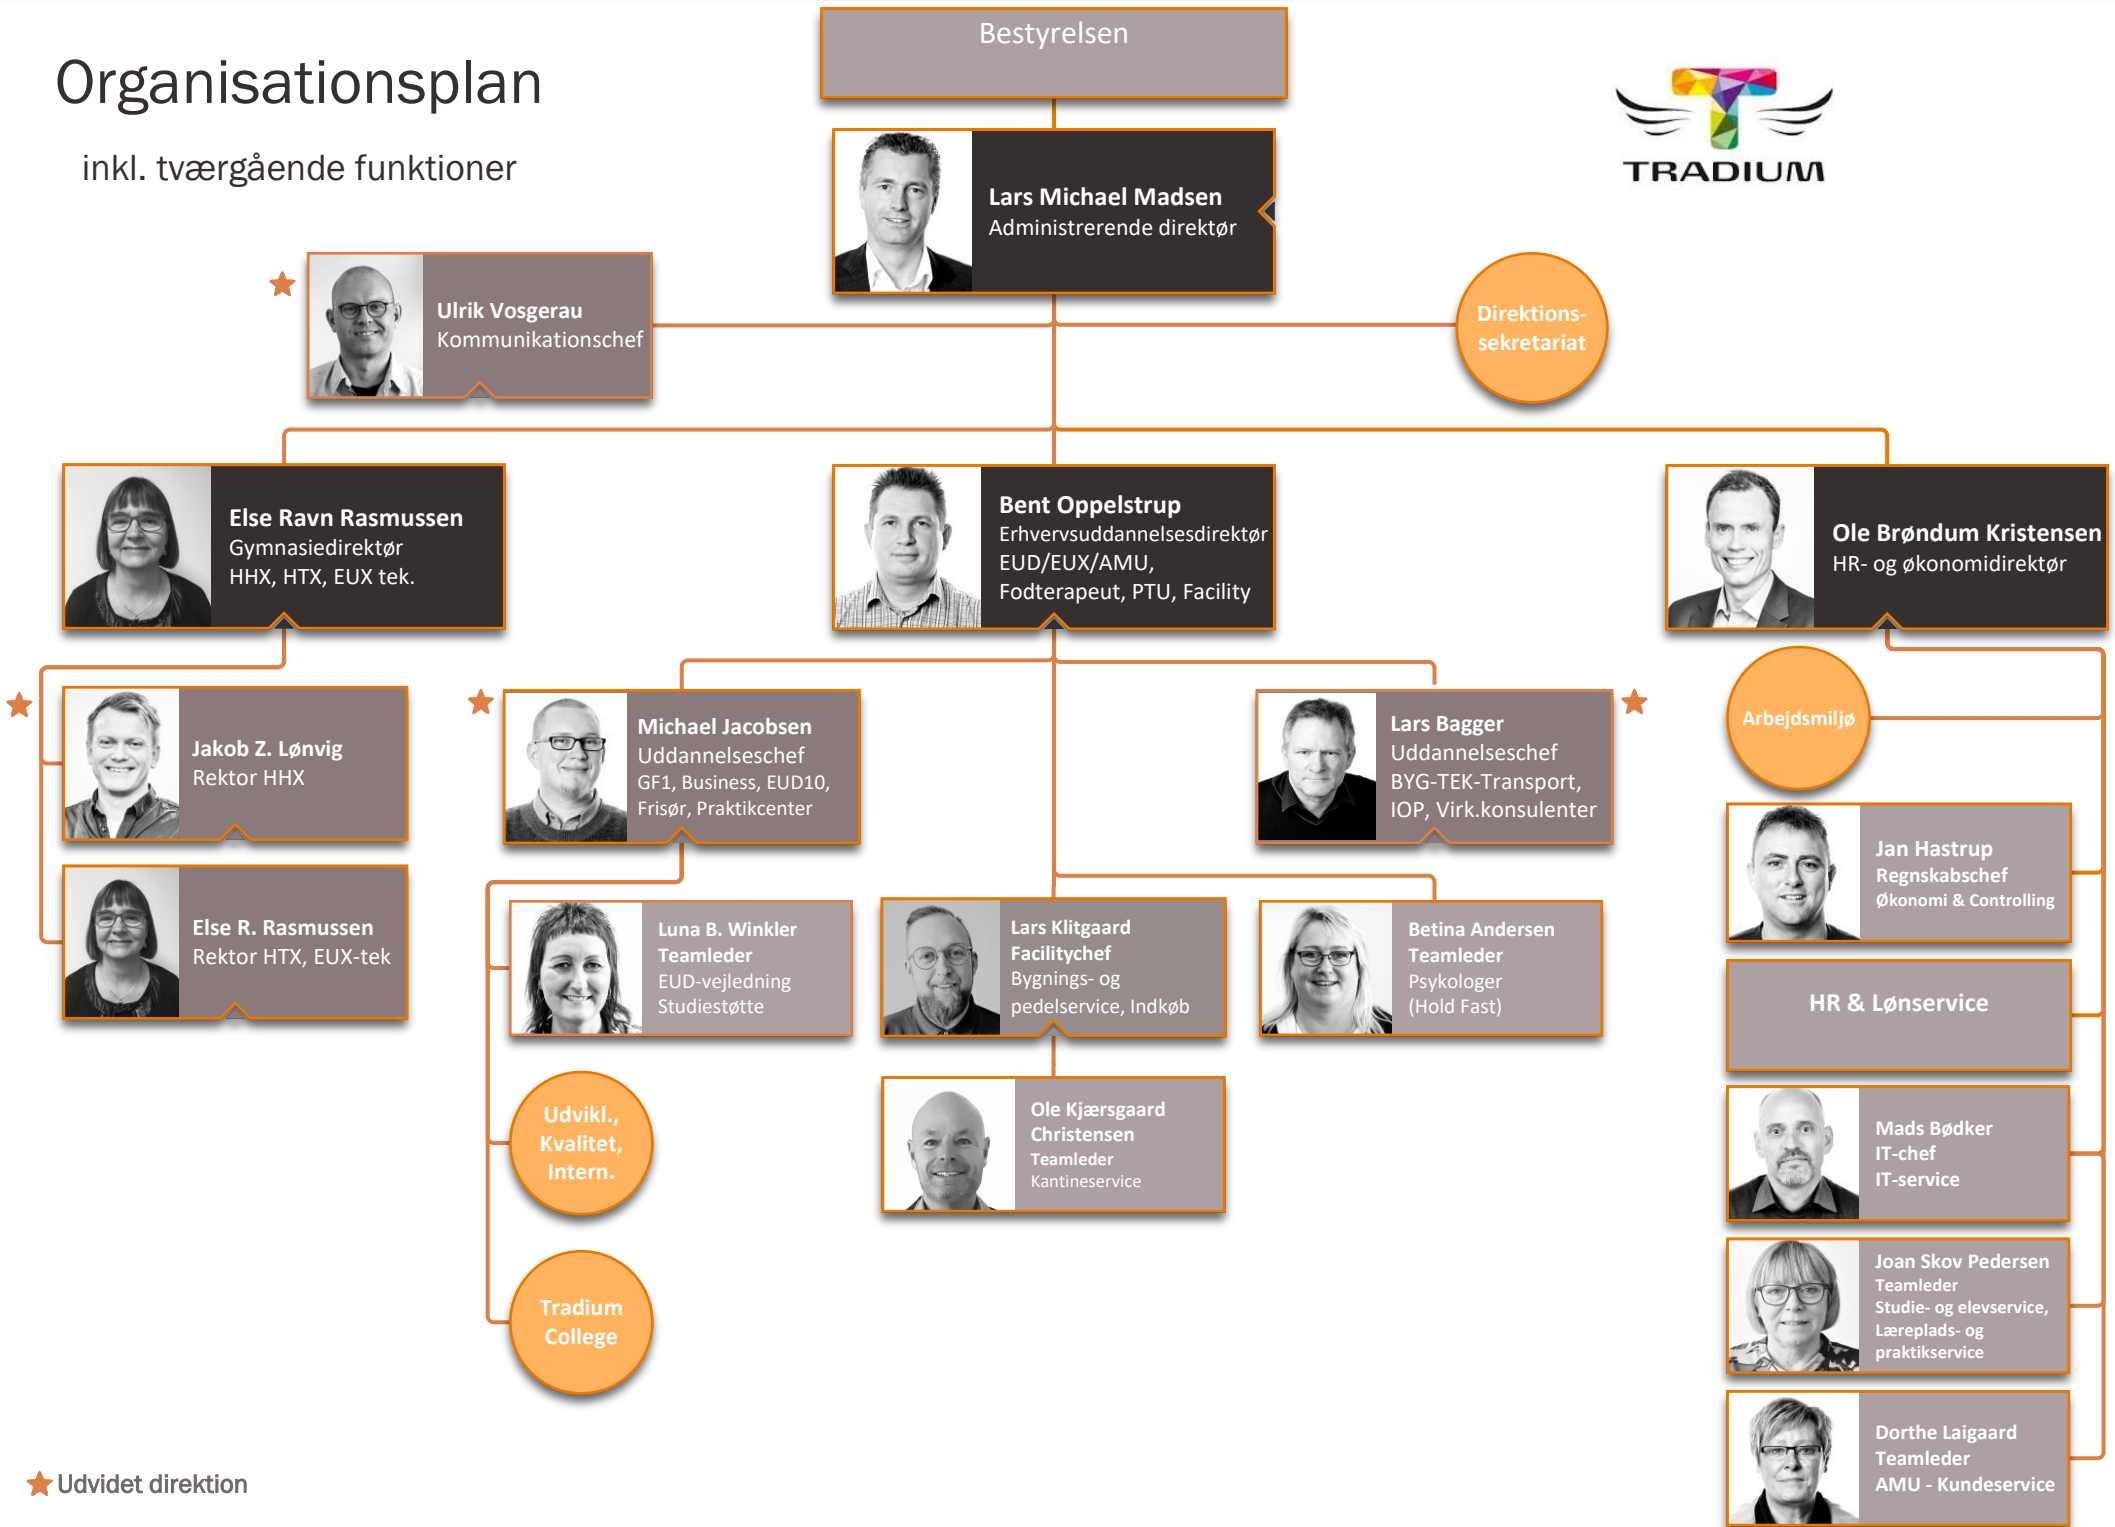 Organisationsplan
inkl. tværgående funktioner
Bestyrelsen
TRADIUM
Lars Michael Madsen
Administrerende direktør
Ulrik Vosgerau
Kommunikationschef
Direktions-
sekretariat
Else Ravn Rasmussen
Gymnasiedirektør
HHX, HTX, EUX tek.
Bent Oppelstrup
Erhvervsuddannelsesdirektør
EUD/EUX/AMU,
Fodterapeut, PTU, Facility
Ole Brøndum Kristensen
HR- og økonomidirektør
Jakob Z. Lønvig
Rektor HHX
Else R. Rasmussen
Rektor HTX, EUX-tek
Michael Jacobsen
Uddannelseschef
GF1, Business, EUD10,
Frisør, Praktikcenter
Lars Bagger
Uddannelseschef
BYG-TEK-Transport,
IOP, Virk.konsulenter
Luna B. Winkler
Teamleder
EUD-vejledning
Studiestøtte
Udvikl.,
Kvalitet,
Intern.
Tradium
College
Lars Klitgaard
Facilitychef
Bygnings- og
pedelservice, Indkøb
Ole Kjærsgaard
Christensen
Teamleder
Kantineservice
Betina Andersen
Teamleder
Psykologer
(Hold Fast)
Arbejdsmiljø
Jan Hastrup
Regnskabschef
Økonomi & Controlling
HR & Lønservice
Mads Bødker
IT-chef
IT-service
Joan Skov Pedersen
Teamleder
Studie- og elevservice,
Læreplads- og
praktikservice
Dorthe Laigaard
Teamleder
AMU - Kundeservice
Udvidet direktion